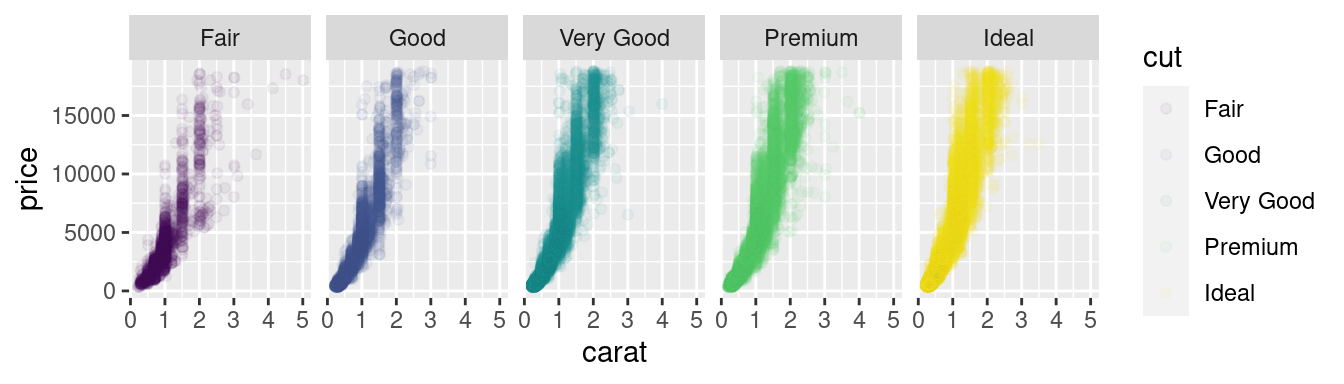 Fair Good Very Good Premium Ideal
cut
Fair
Good
Very Good
Premium
Ideal
price
15000
10000
5000
0
0 1 2 3 4 5 0 1 2 3 4 5 0 1 2 3 4 5 0 1 2 3 4 5 0 1 2 3 4 5
carat